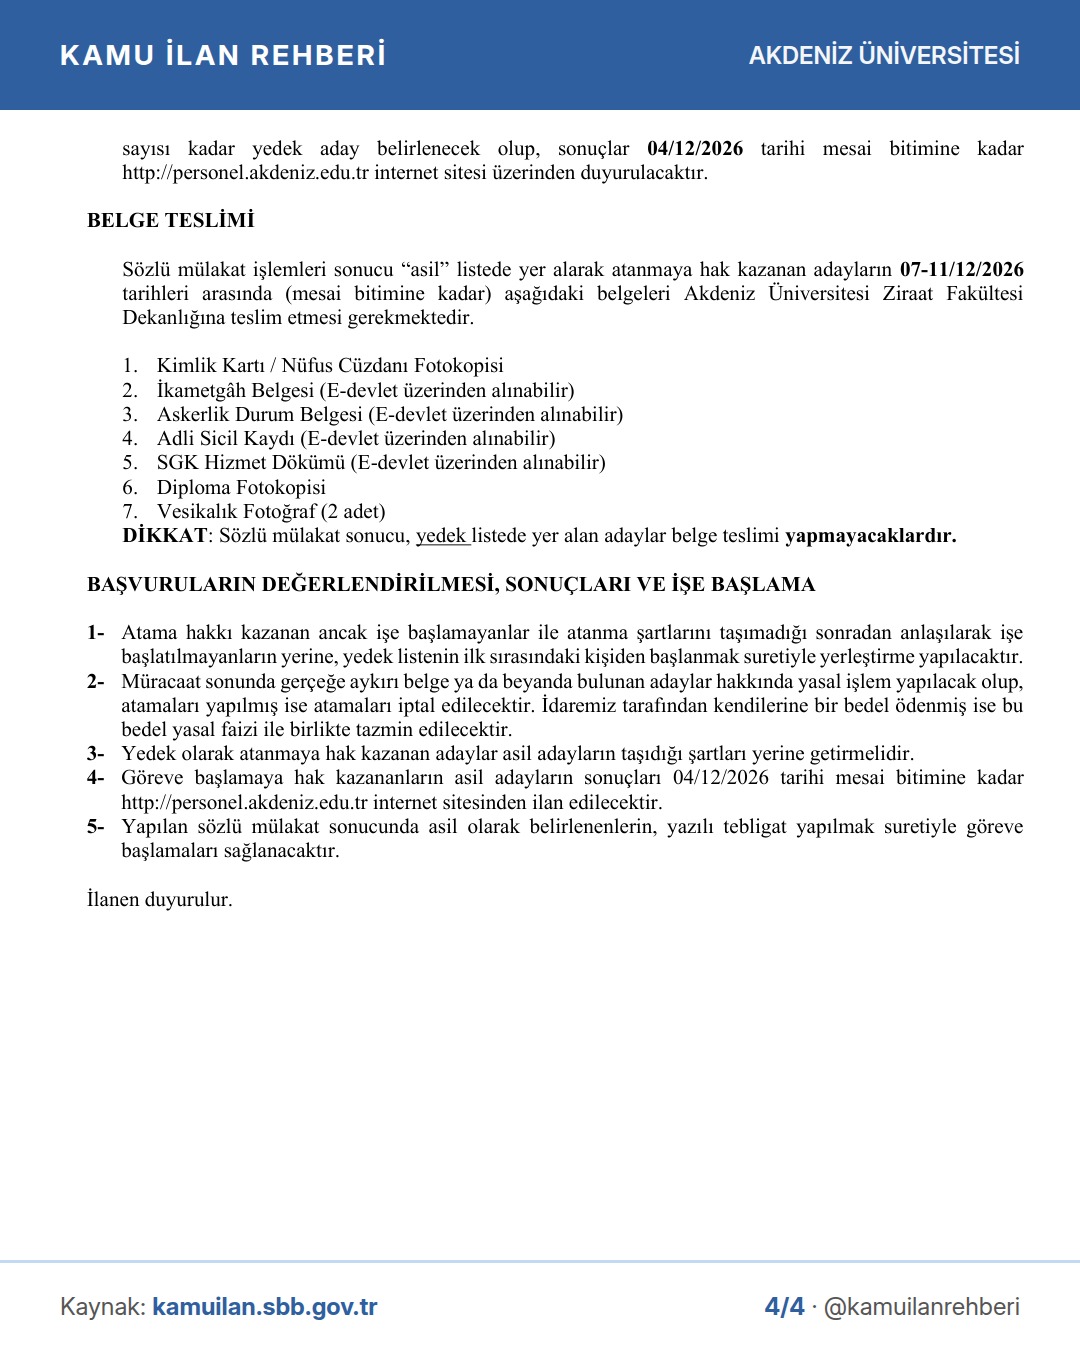 KAMU İLAN REHBERİ
AKDENİZ ÜNİVERSİTESİ
sayısı kadar yedek aday belirlenecek olup, sonuçlar 04/12/2026 tarihi mesai bitimine kadar
http://personel.akdeniz.edu.tr internet sitesi üzerinden duyurulacaktır.
BELGE TESLİMİ
Sözlü mülakat işlemleri sonucu “asil” listede yer alarak atanmaya hak kazanan adayların 07-11/12/2026
tarihleri arasında (mesai bitimine kadar) aşağıdaki belgeleri Akdeniz Üniversitesi Ziraat Fakültesi
Dekanlığına teslim etmesi gerekmektedir.
1. Kimlik Kartı / Nüfus Cüzdanı Fotokopisi
2. İkametgâh Belgesi (E-devlet üzerinden alınabilir)
3. Askerlik Durum Belgesi (E-devlet üzerinden alınabilir)
4. Adli Sicil Kaydı (E-devlet üzerinden alınabilir)
5. SGK Hizmet Dökümü (E-devlet üzerinden alınabilir)
6. Diploma Fotokopisi
7. Vesikalık Fotoğraf (2 adet)
DİKKAT: Sözlü mülakat sonucu, yedek listede yer alan adaylar belge teslimi yapmayacaklardır.
BAŞVURULARIN DEĞERLENDİRİLMESİ, SONUÇLARI VE İŞE BAŞLAMA
1- Atama hakkı kazanan ancak işe başlamayanlar ile atanma şartlarını taşımadığı sonradan anlaşılarak işe
başlatılmayanların yerine, yedek listenin ilk sırasındaki kişiden başlanmak suretiyle yerleştirme yapılacaktır.
2- Müracaat sonunda gerçeğe aykırı belge ya da beyanda bulunan adaylar hakkında yasal işlem yapılacak olup,
atamaları yapılmış ise atamaları iptal edilecektir. İdaremiz tarafından kendilerine bir bedel ödenmiş ise bu
bedel yasal faizi ile birlikte tazmin edilecektir.
3- Yedek olarak atanmaya hak kazanan adaylar asil adayların taşıdığı şartları yerine getirmelidir.
4- Göreve başlamaya hak kazananların asil adayların sonuçları 04/12/2026 tarihi mesai bitimine kadar
http://personel.akdeniz.edu.tr internet sitesinden ilan edilecektir.
5- Yapılan sözlü mülakat sonucunda asil olarak belirlenenlerin, yazılı tebligat yapılmak suretiyle göreve
başlamaları sağlanacaktır.
İlanen duyurulur.
Kaynak: kamuilan.sbb.gov.tr
4/4 · @kamuilanrehberi